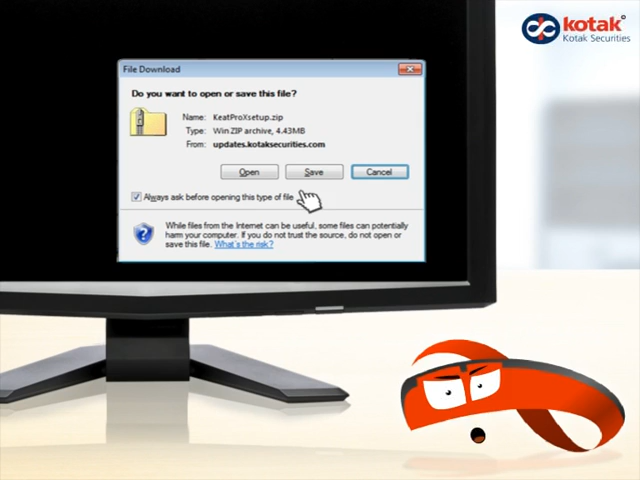 kotak©
Kotak Securities
File Download
Do you want to open or save this file?
Name: KeatProXsetup.zip
Type: WinZIP archive, 4.43MB
From: updates.kotaksecurities.com
Open Save Cancel
Always ask before opening this type of file
While files from the Internet can be useful, some files can potentially
harm your computer. If you do not trust the source, do not open or
save this file. What's the risk?